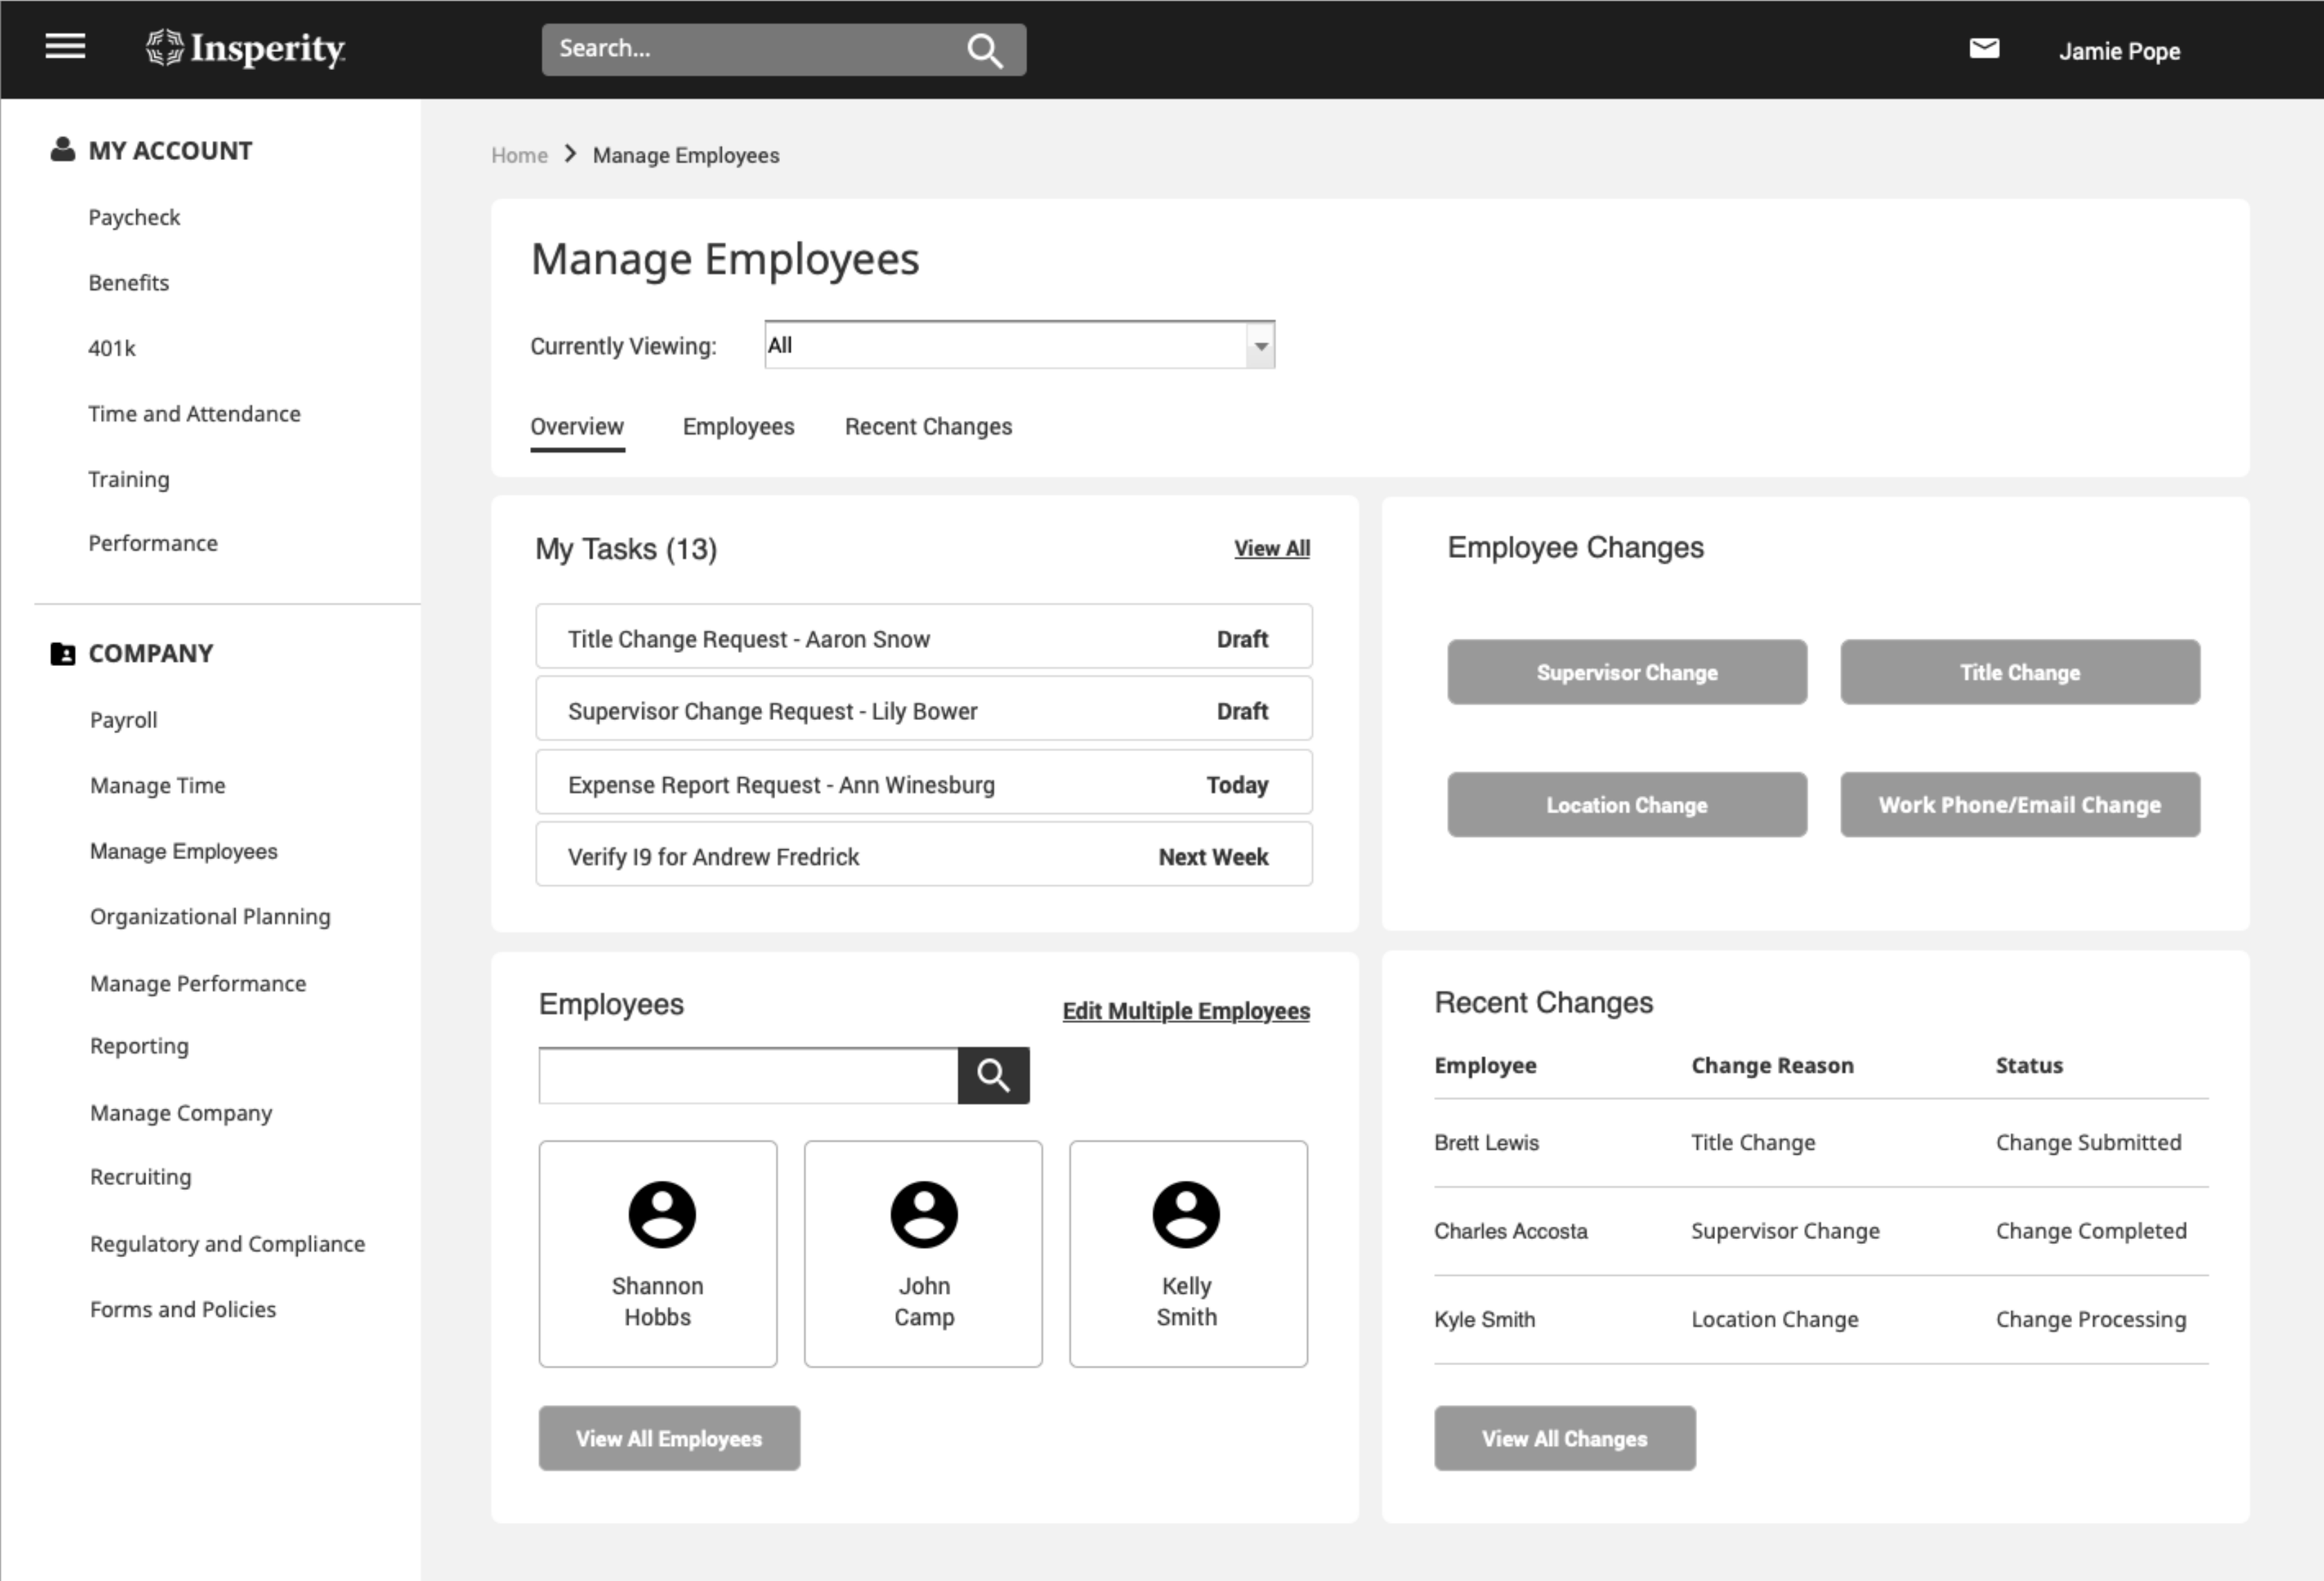 Insperity
Search...
Jamie Pope
MY ACCOUNT
Paycheck
Benefits
401k
Time and Attendance
Training
Performance
COMPANY
Payroll
Manage Time
Manage Employees
Organizational Planning
Manage Performance
Reporting
Manage Company
Recruiting
Regulatory and Compliance
Forms and Policies
Home > Manage Employees
Manage Employees
Currently Viewing: All
Overview Employees Recent Changes
My Tasks (13) View All
Title Change Request - Aaron Snow Draft
Supervisor Change Request - Lily Bower Draft
Expense Report Request - Ann Winesburg Today
Verify I9 for Andrew Fredrick Next Week
Employee Changes
Supervisor Change Title Change
Location Change Work Phone/Email Change
Employees Edit Multiple Employees
Shannon
Hobbs
John
Camp
Kelly
Smith
View All Employees
Recent Changes
Employee Change Reason Status
Brett Lewis Title Change Change Submitted
Charles Accosta Supervisor Change Change Completed
Kyle Smith Location Change Change Processing
View All Changes